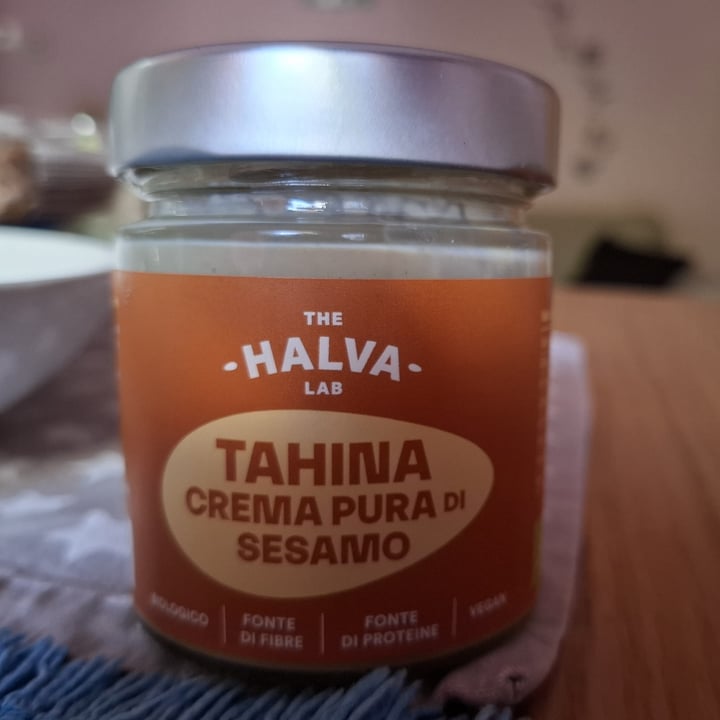 THE
HALVA
LAB
TAHINA
CREMA PURA DI
SESAMO
BIOLOGICO
FONTE
DI FIBRE
FONTE
DI PROTEINE
VEGAN